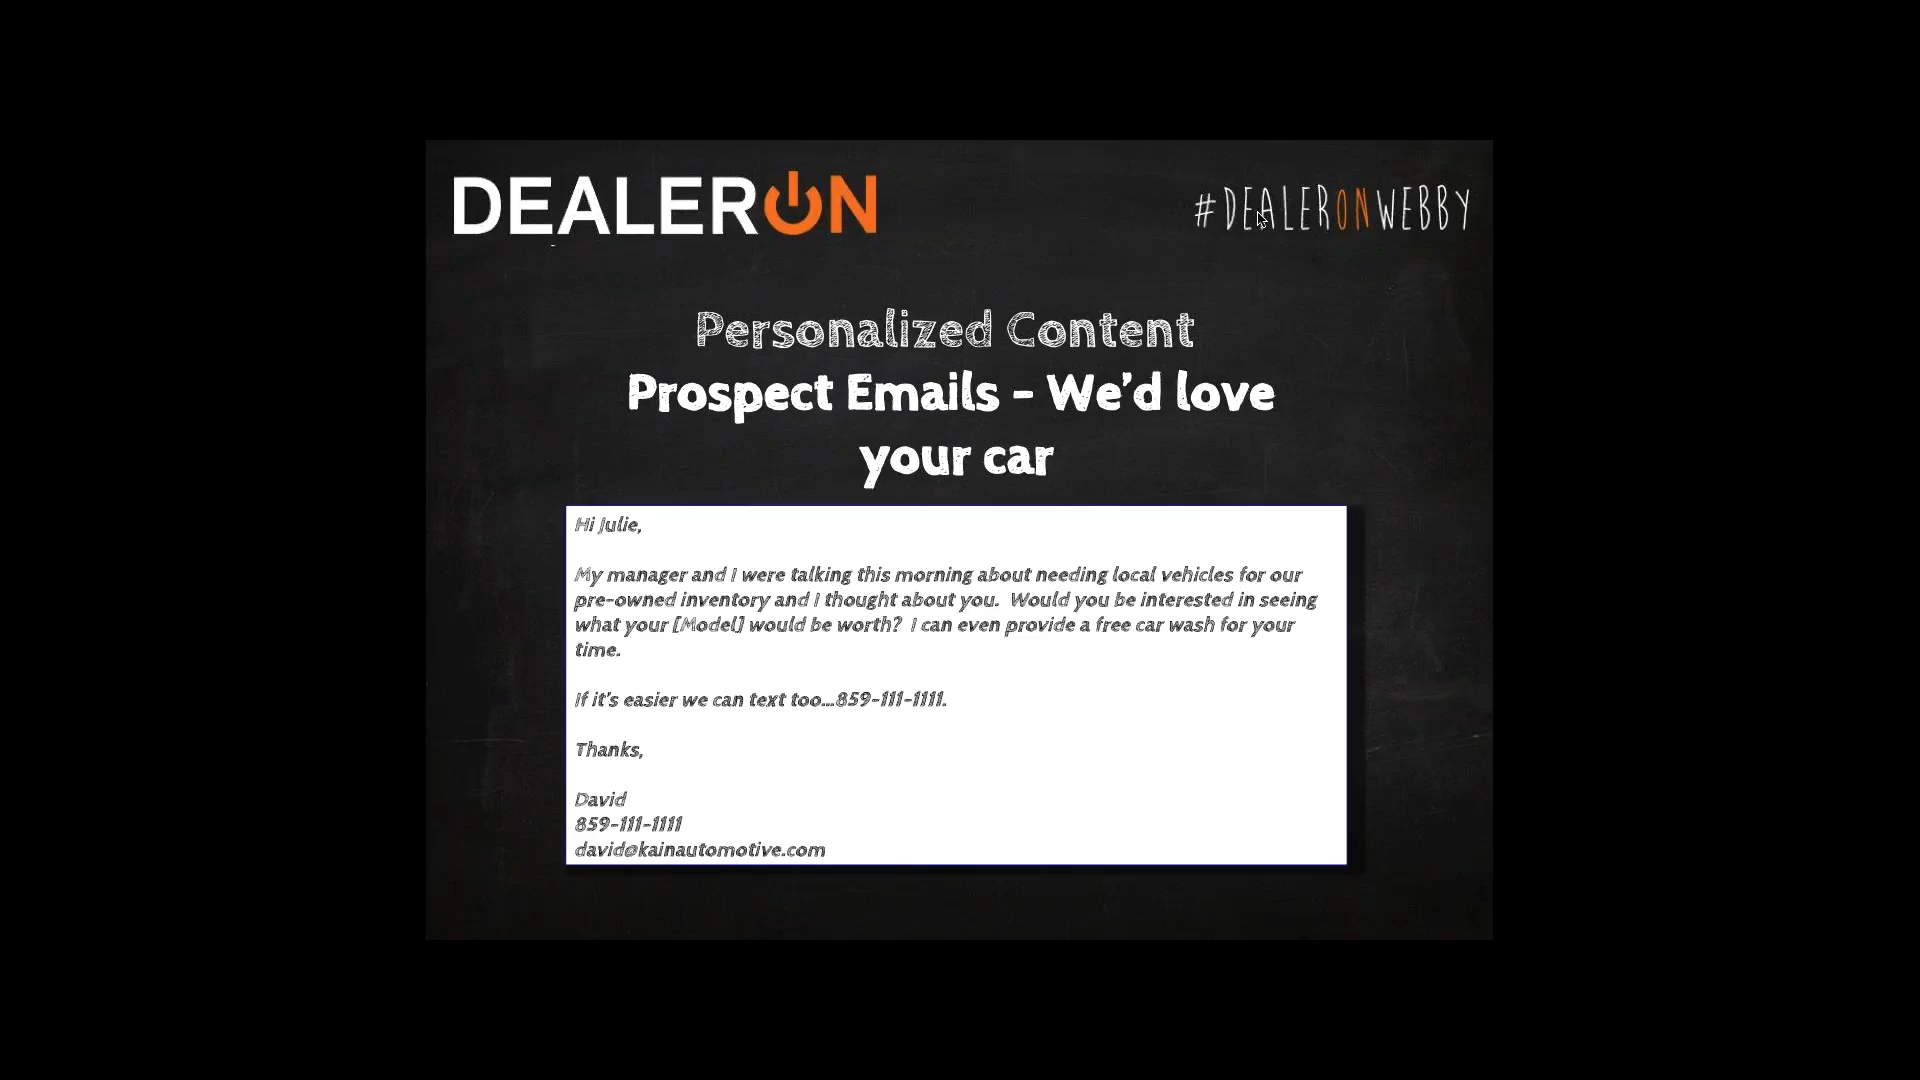 DEALERON
#DEALERONWEBBY
Personalized Content
Prospect Emails - We'd love
your car
Hi Julie,
My manager and I were talking this morning about needing local vehicles for our
pre-owned inventory and I thought about you.  Would you be interested in seeing
what your [Model] would be worth?  I can even provide a free car wash for your
time.
If it's easier we can text too...859-111-1111.
Thanks,
David
859-111-1111
david@kainautomotive.com